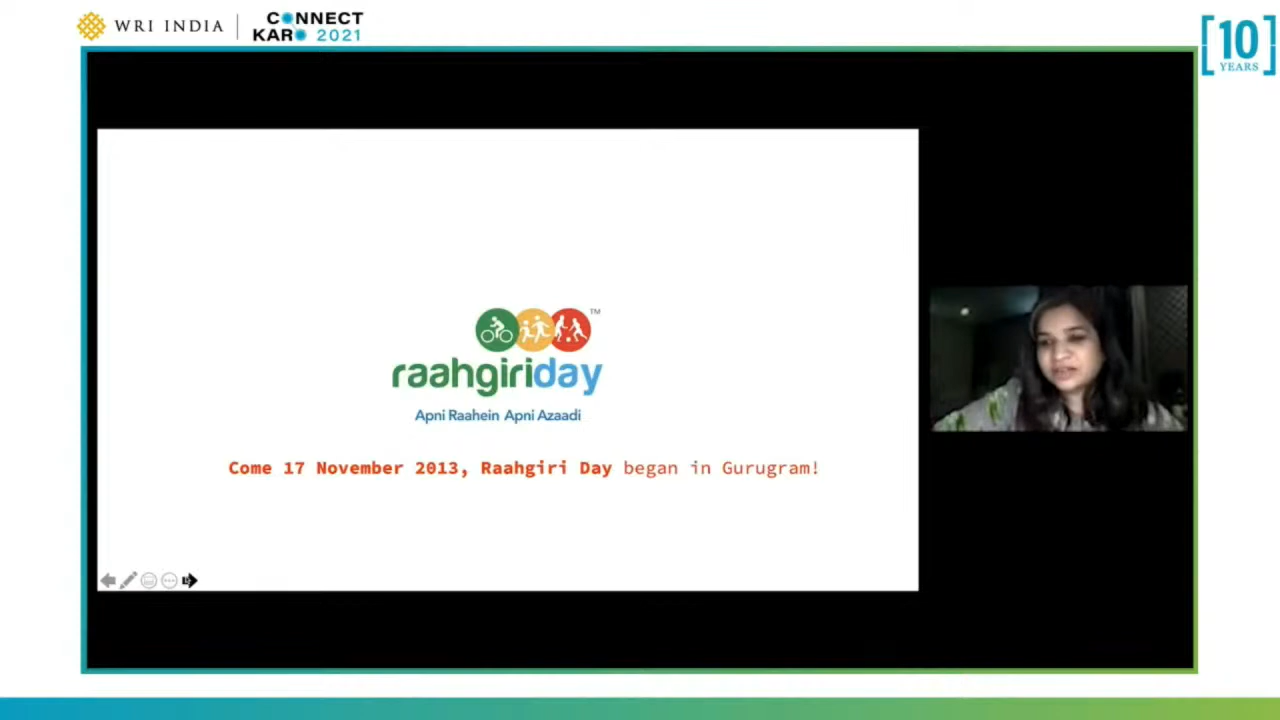 WRI INDIA
CONNECT
KARO 2021
10
YEARS
TM
raahgiriday
Apni Raahein Apni Azaadi
Come 17 November 2013, Raahgiri Day began in Gurugram!